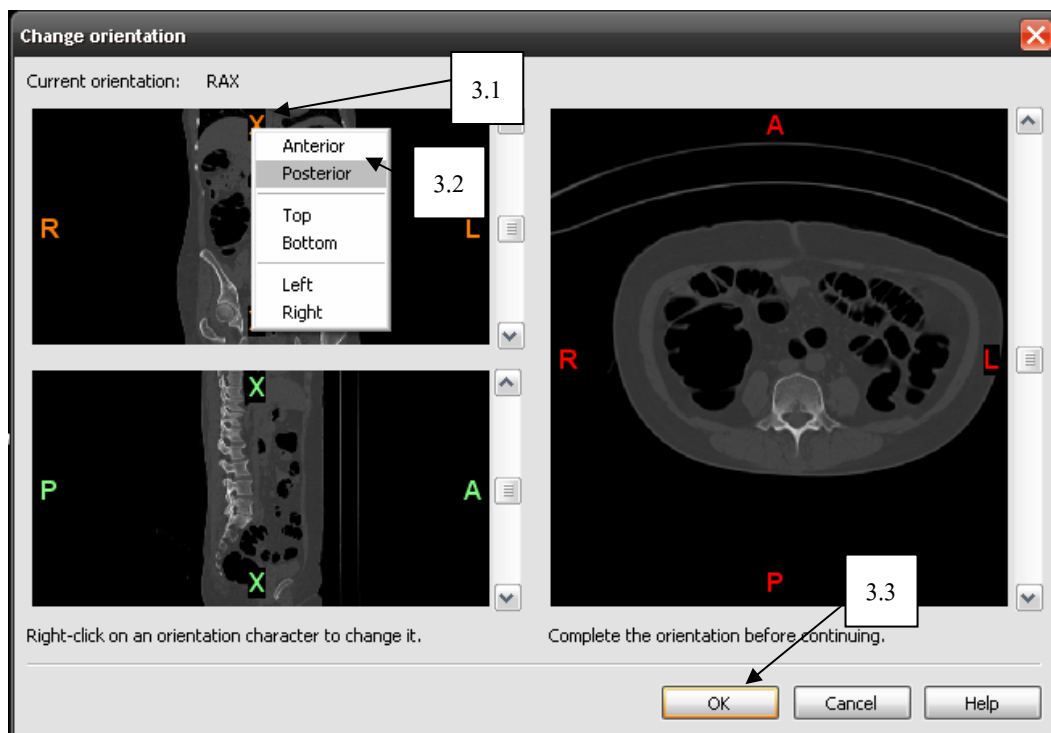 Change orientation
Current orientation: RAX
3.1
X
Anterior
Posterior
Top
Bottom
Left
Right
3.2
R
L
A
R
L
P
X
P
A
X
3.3
Right-click on an orientation character to change it.
Complete the orientation before continuing.
OK
Cancel
Help